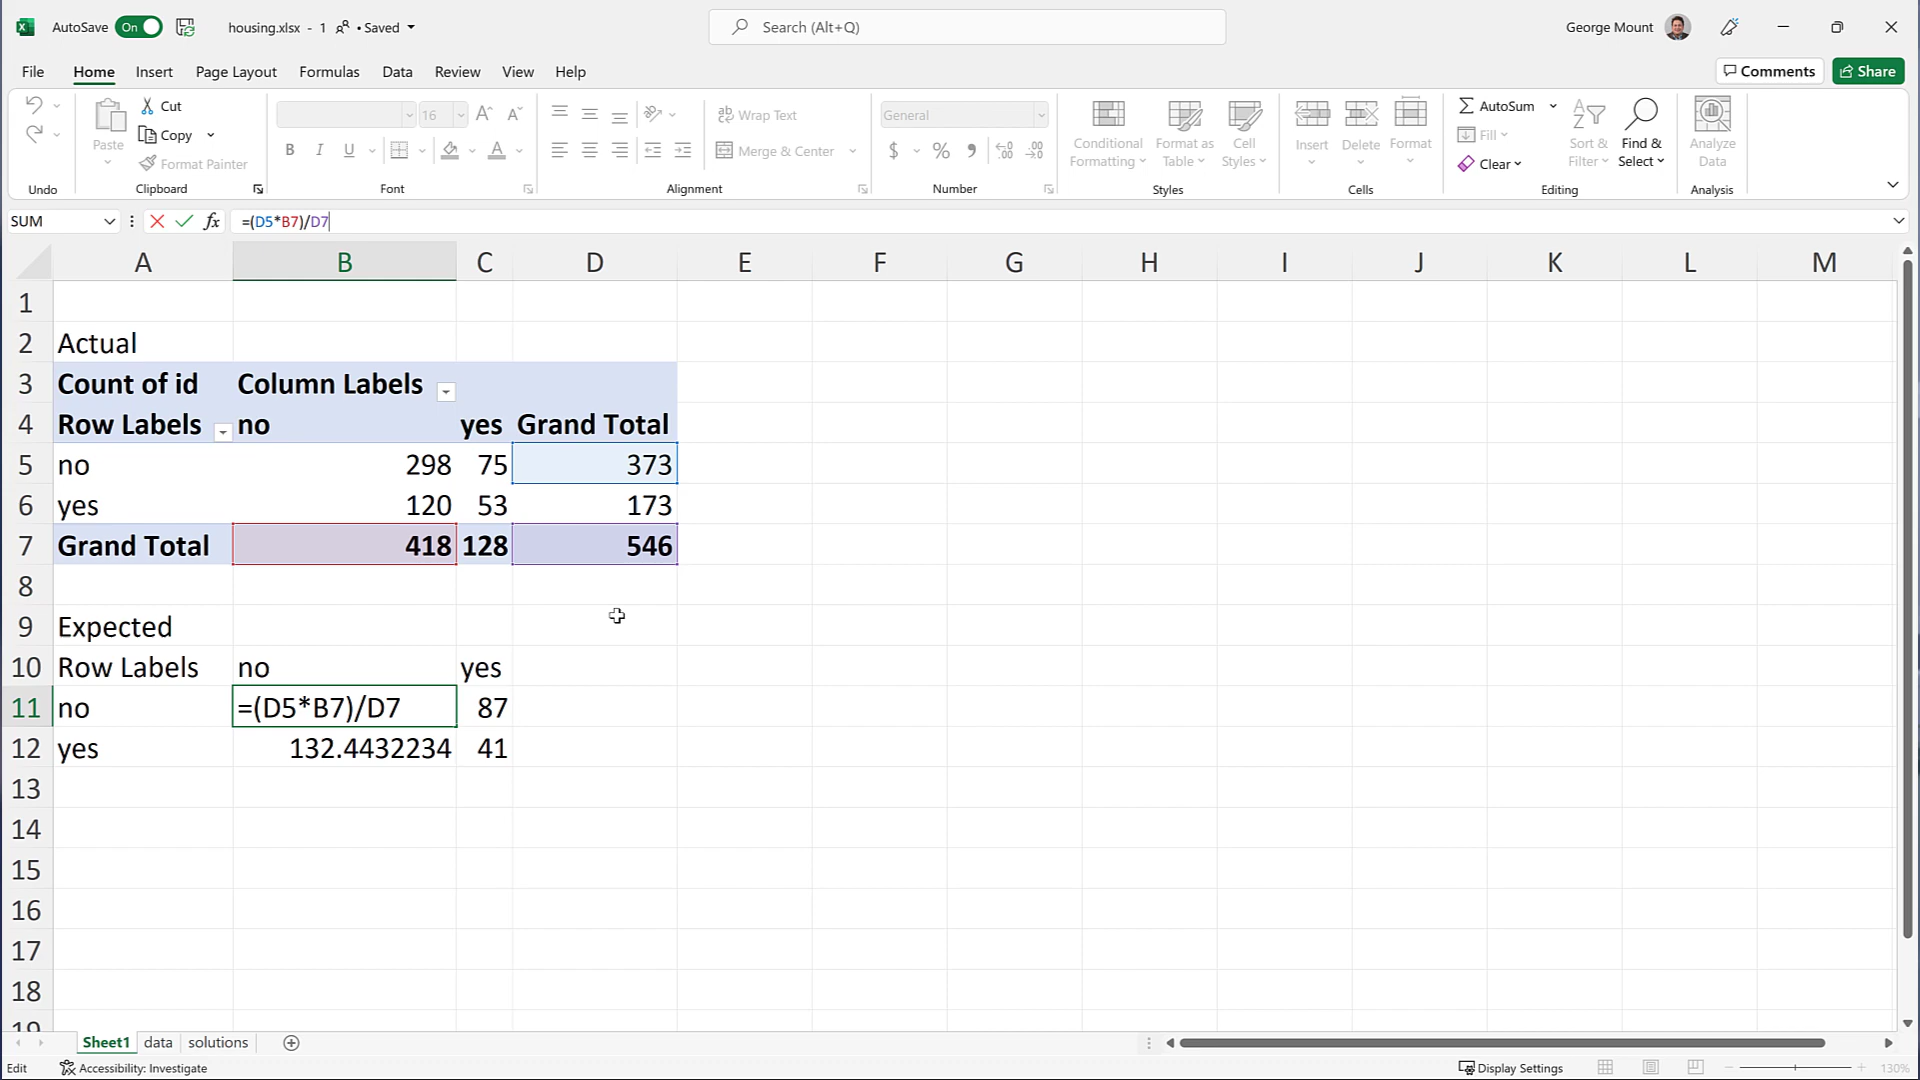 AutoSave On housing.xlsx - 1 • Saved Search (Alt+Q) George Mount
File Home Insert Page Layout Formulas Data Review View Help Comments Share
Paste Cut Copy Format Painter
16
B I U
Wrap Text
Merge & Center
General
$ %
Conditional Formatting
Format as Table
Cell Styles
Insert Delete Format
AutoSum
Fill
Clear
Sort & Filter
Find & Select
Analyze Data
Undo Clipboard Font Alignment Number Styles Cells Editing Analysis
SUM fx =(D5*B7)/D7
A B C D E F G H I J K L M
1
2 Actual
3 Count of id Column Labels
4 Row Labels no yes Grand Total
5 no 298 75 373
6 yes 120 53 173
7 Grand Total 418 128 546
8
9 Expected
10 Row Labels no yes
11 no =(D5*B7)/D7 87
12 yes 132.4432234 41
13
14
15
16
17
18
19
Sheet1 data solutions
Edit Accessibility: Investigate Display Settings 130%